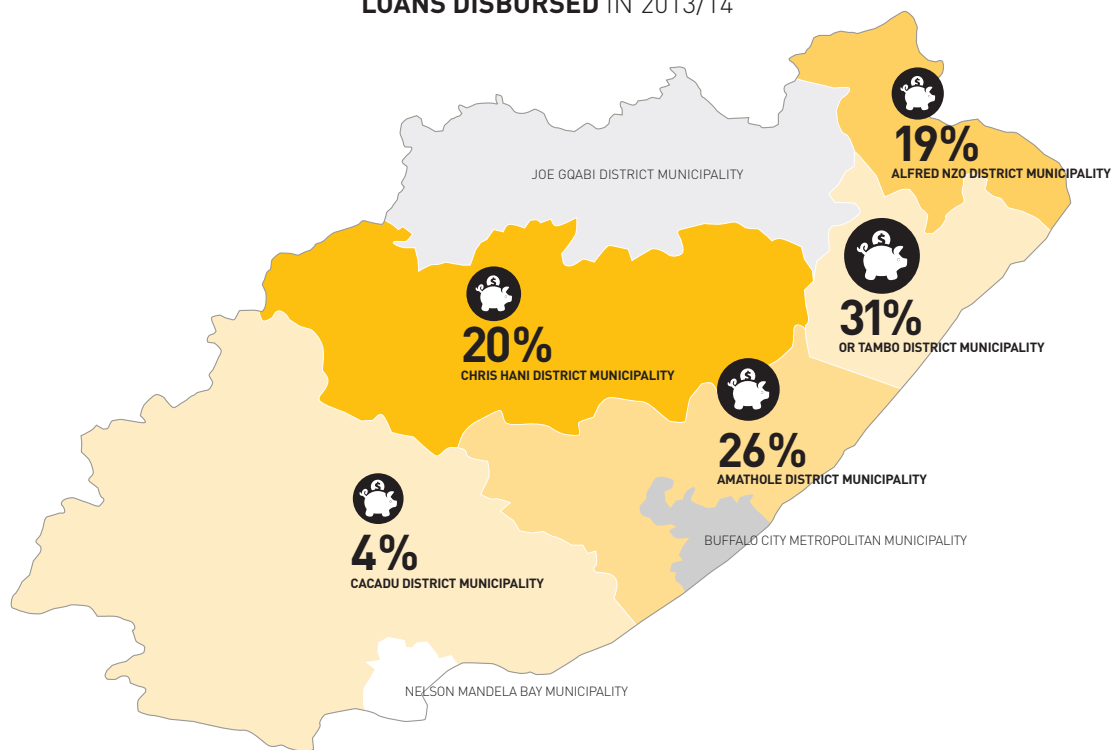 LOANS DISBURSED IN 2013/14
19%
ALFRED NZO DISTRICT MUNICIPALITY
JOE GQABI DISTRICT MUNICIPALITY
31%
OR TAMBO DISTRICT MUNICIPALITY
20%
CHRIS HANI DISTRICT MUNICIPALITY
26%
AMATHOLE DISTRICT MUNICIPALITY
BUFFALO CITY METROPOLITAN MUNICIPALITY
4%
CACADU DISTRICT MUNICIPALITY
NELSON MANDELA BAY MUNICIPALITY